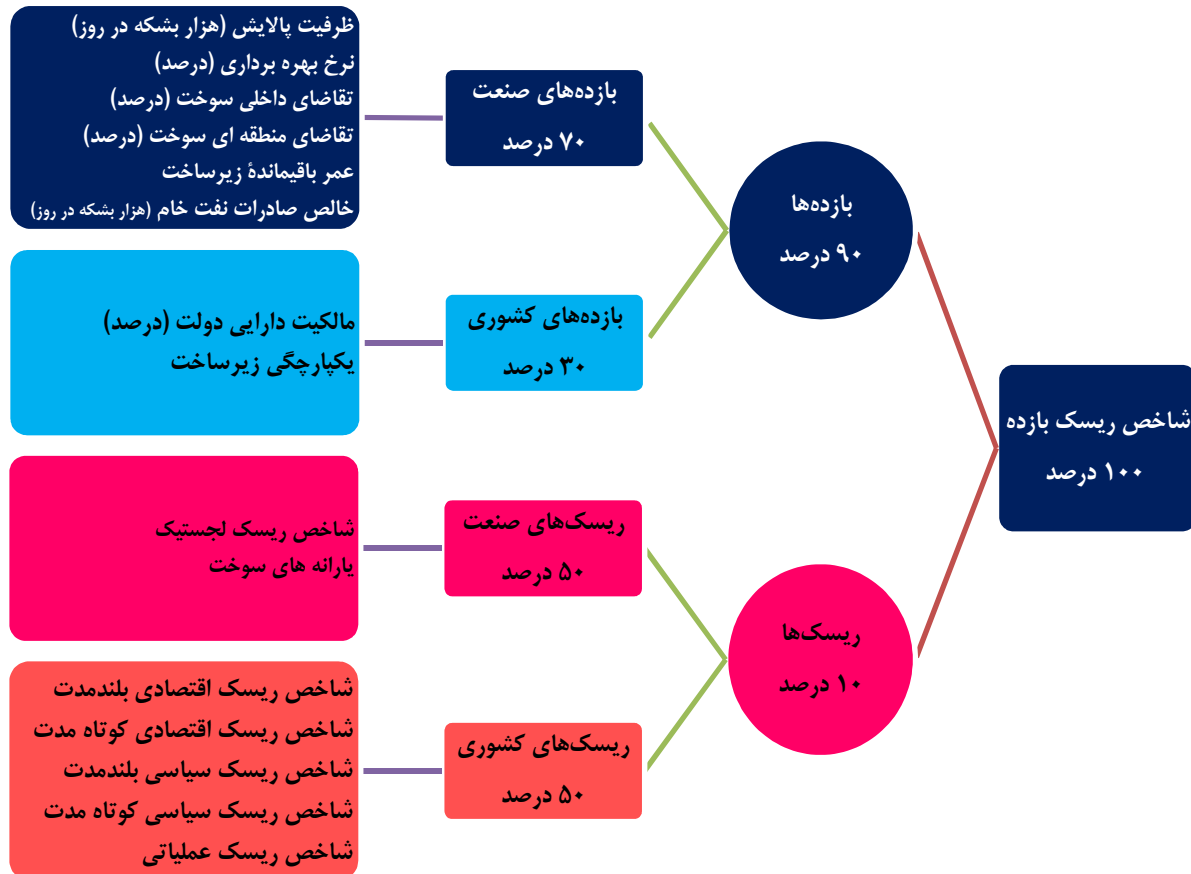 شاخص ریسک بازده
۱۰۰ درصد
بازده‌ها
۹۰ درصد
بازده‌های صنعت
۷۰ درصد
ظرفیت پالایش (هزار بشکه در روز)
نرخ بهره برداری (درصد)
تقاضای داخلی سوخت (درصد)
تقاضای منطقه ای سوخت (درصد)
عمر باقیماندهٔ زیرساخت
خالص صادرات نفت خام (هزار بشکه در روز)
بازده‌های کشوری
۳۰ درصد
مالکیت دارایی دولت (درصد)
یکپارچگی زیرساخت
ریسک‌ها
۱۰ درصد
ریسک‌های صنعت
۵۰ درصد
شاخص ریسک لجستیک
یارانه های سوخت
ریسک‌های کشوری
۵۰ درصد
شاخص ریسک اقتصادی بلندمدت
شاخص ریسک اقتصادی کوتاه مدت
شاخص ریسک سیاسی بلندمدت
شاخص ریسک سیاسی کوتاه مدت
شاخص ریسک عملیاتی